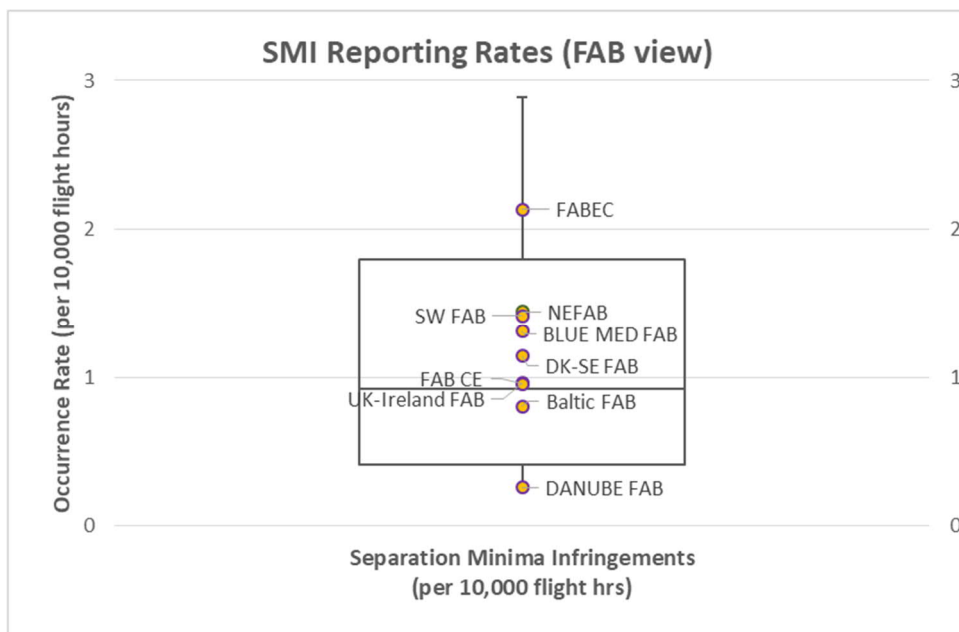 SMI Reporting Rates (FAB view)
Occurrence Rate (per 10,000 flight hours)
3
3
2
2
1
1
0
0
FABEC
SW FAB
NEFAB
BLUE MED FAB
DK-SE FAB
FAB CE
UK-Ireland FAB
Baltic FAB
DANUBE FAB
Separation Minima Infringements
(per 10,000 flight hrs)